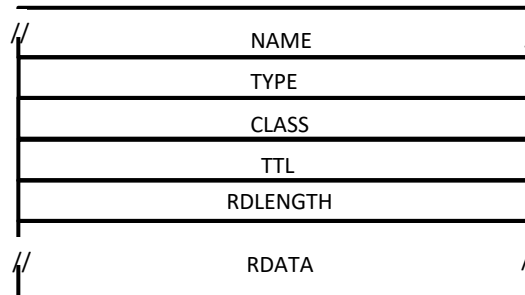 NAME
TYPE
CLASS
TTL
RDLENGTH
// RDATA /